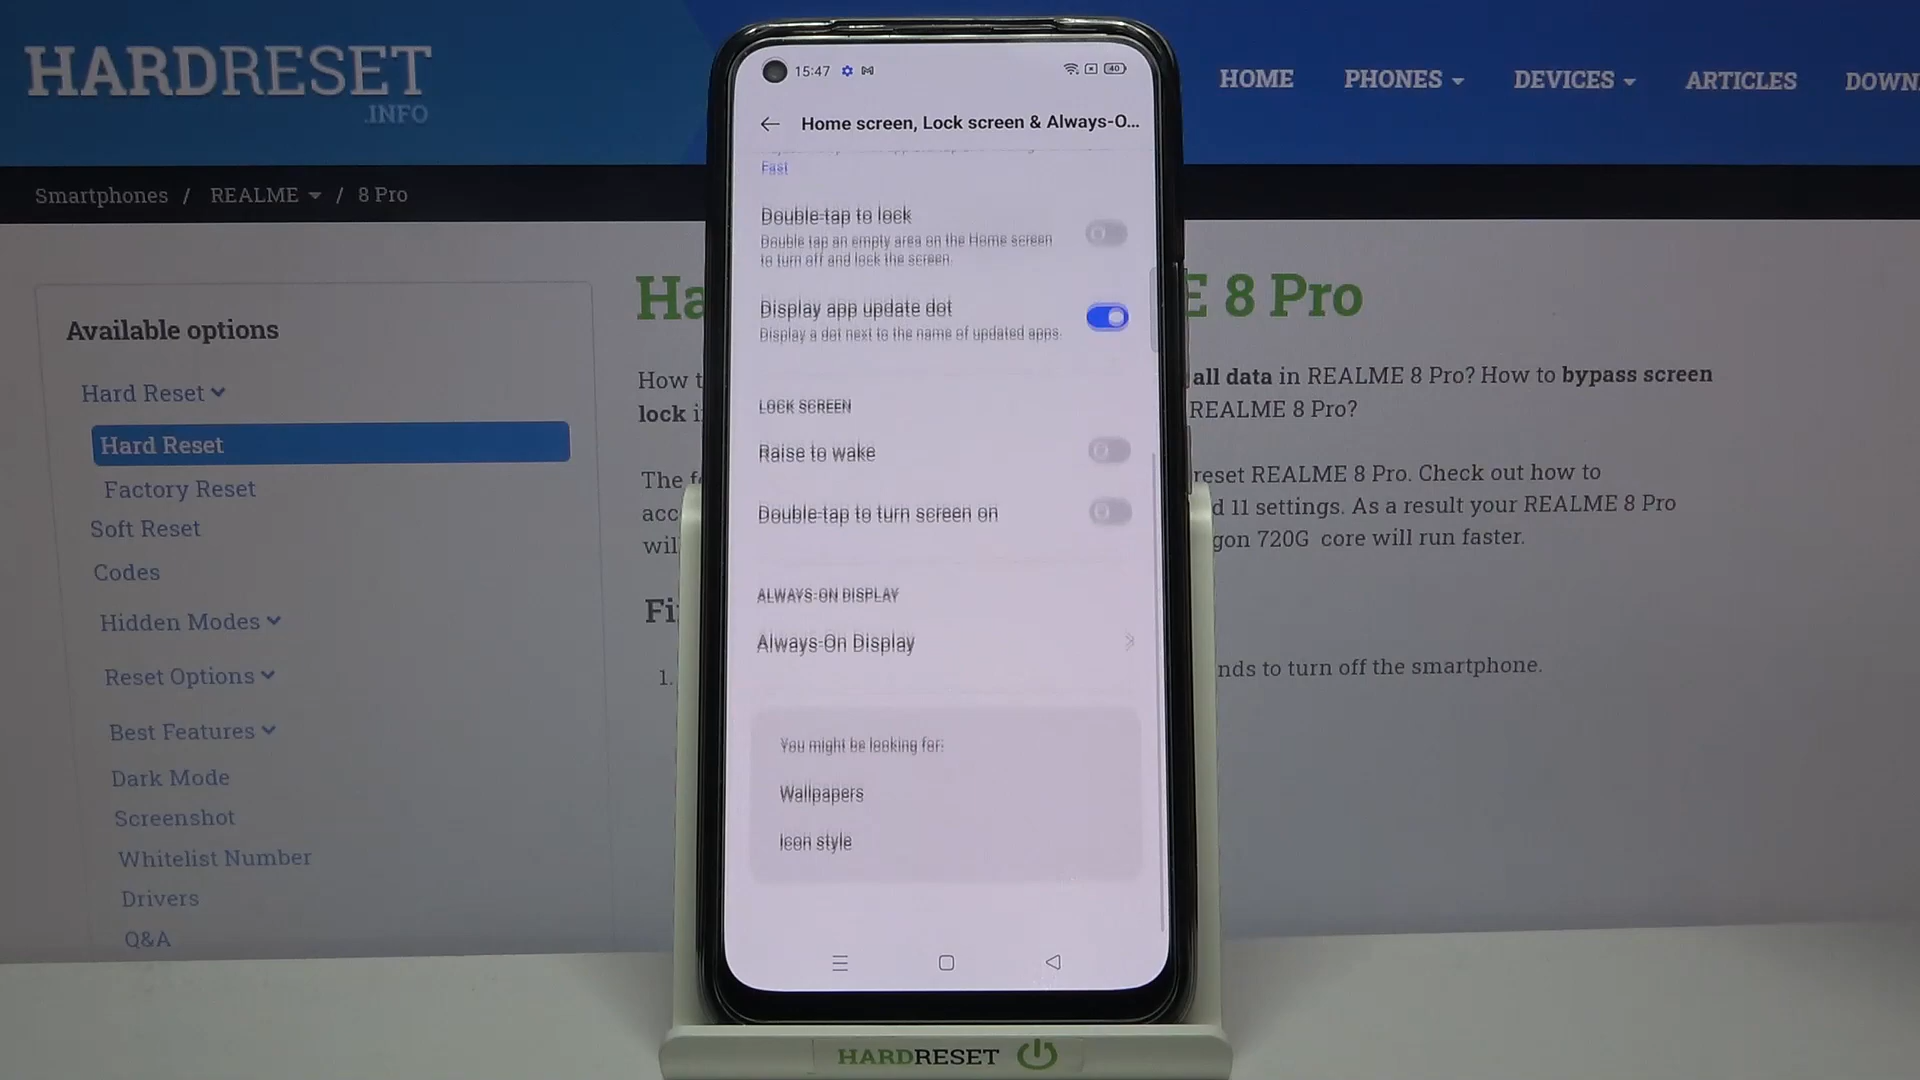 HARDRESET
.INFO
HOME
PHONES
DEVICES
ARTICLES
DOWN
Smartphones / REALME / 8 Pro
Available options
Hard Reset
Hard Reset
Factory Reset
Soft Reset
Codes
Hidden Modes
Reset Options
Best Features
Dark Mode
Screenshot
Whitelist Number
Drivers
Q&A
15:47
40
Home screen, Lock screen & Always-O...
Fast
Double-tap to lock
Double tap an empty area on the Home screen
to turn off and lock the screen.
Display app update dot
Display a dot next to the name of updated apps.
LOCK SCREEN
Raise to wake
Double-tap to turn screen on
ALWAYS-ON DISPLAY
Always-On Display
You might be looking for:
Wallpapers
Icon style
Ha E 8 Pro
How t all data in REALME 8 Pro? How to bypass screen
lock i REALME 8 Pro?
The f reset REALME 8 Pro. Check out how to
acc d 11 settings. As a result your REALME 8 Pro
will gon 720G core will run faster.
Fi
1. nds to turn off the smartphone.
HARDRESET